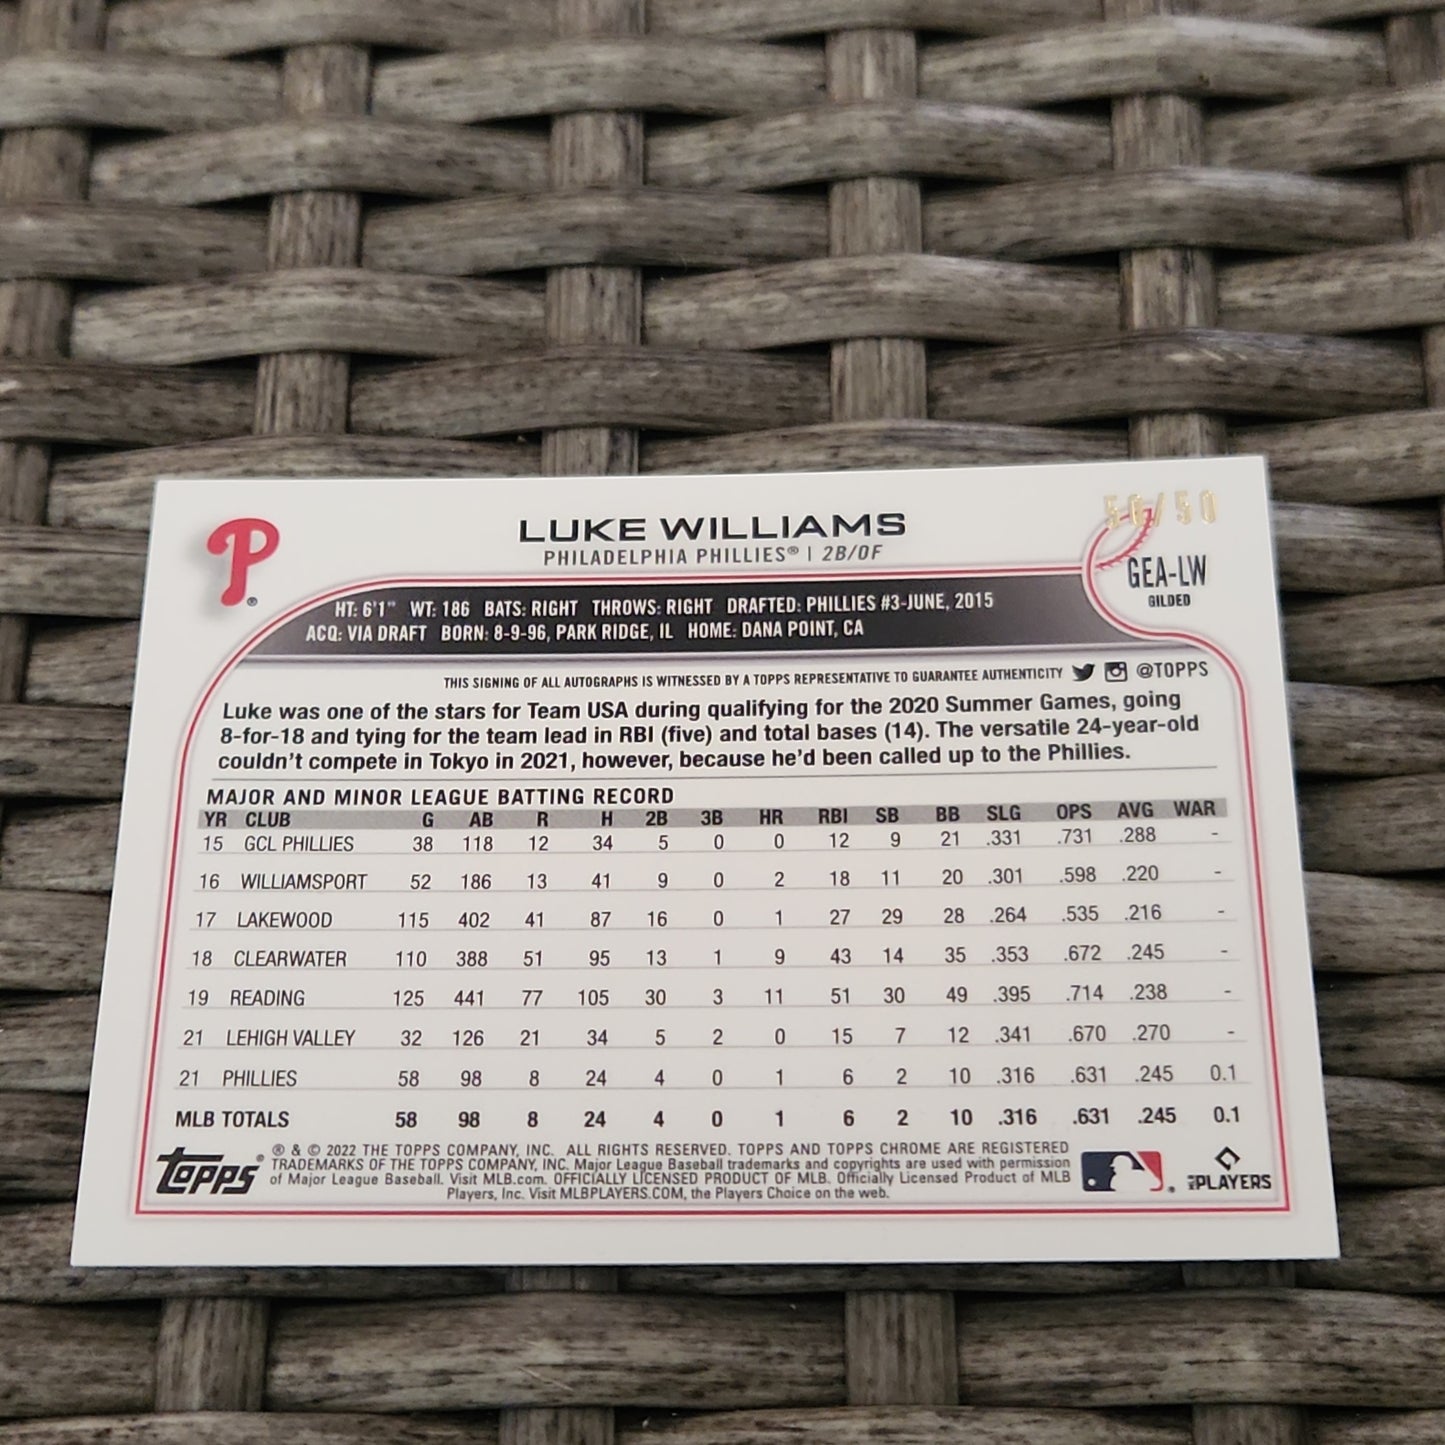 50/50
LUKE WILLIAMS
PHILADELPHIA PHILLIES® | 2B/OF
GEA-LW
GILDED
P®
HT: 6'1" WT: 186 BATS: RIGHT THROWS: RIGHT DRAFTED: PHILLIES #3-JUNE, 2015
ACQ: VIA DRAFT BORN: 8-9-96, PARK RIDGE, IL HOME: DANA POINT, CA
THIS SIGNING OF ALL AUTOGRAPHS IS WITNESSED BY A TOPPS REPRESENTATIVE TO GUARANTEE AUTHENTICITY @TOPPS
Luke was one of the stars for Team USA during qualifying for the 2020 Summer Games, going
8-for-18 and tying for the team lead in RBI (five) and total bases (14). The versatile 24-year-old
couldn't compete in Tokyo in 2021, however, because he'd been called up to the Phillies.
MAJOR AND MINOR LEAGUE BATTING RECORD
YR CLUB G AB R H 2B 3B HR RBI SB BB SLG OPS AVG WAR
15 GCL PHILLIES 38 118 12 34 5 0 0 12 9 21 .331 .731 .288 -
16 WILLIAMSPORT 52 186 13 41 9 0 2 18 11 20 .301 .598 .220 -
17 LAKEWOOD 115 402 41 87 16 0 1 27 29 28 .264 .535 .216 -
18 CLEARWATER 110 388 51 95 13 1 9 43 14 35 .353 .672 .245 -
19 READING 125 441 77 105 30 3 11 51 30 49 .395 .714 .238 -
21 LEHIGH VALLEY 32 126 21 34 5 2 0 15 7 12 .341 .670 .270 -
21 PHILLIES 58 98 8 24 4 0 1 6 2 10 .316 .631 .245 0.1
MLB TOTALS 58 98 8 24 4 0 1 6 2 10 .316 .631 .245 0.1
topps®
® & © 2022 THE TOPPS COMPANY, INC. ALL RIGHTS RESERVED. TOPPS AND TOPPS CHROME ARE REGISTERED
TRADEMARKS OF THE TOPPS COMPANY, INC. Major League Baseball trademarks and copyrights are used with permission
of Major League Baseball. Visit MLB.com. OFFICIALLY LICENSED PRODUCT OF MLB. Officially Licensed Product of MLB
Players, Inc. Visit MLBPLAYERS.COM, the Players Choice on the web.
MLB PLAYERS